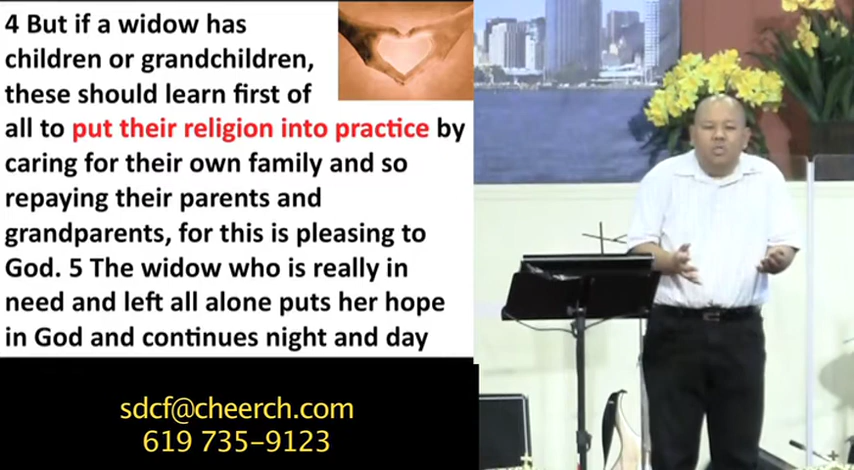 4 But if a widow has
children or grandchildren,
these should learn first of
all to put their religion into practice by
caring for their own family and so
repaying their parents and
grandparents, for this is pleasing to
God. 5 The widow who is really in
need and left all alone puts her hope
in God and continues night and day
sdcf@cheerch.com
619 735-9123